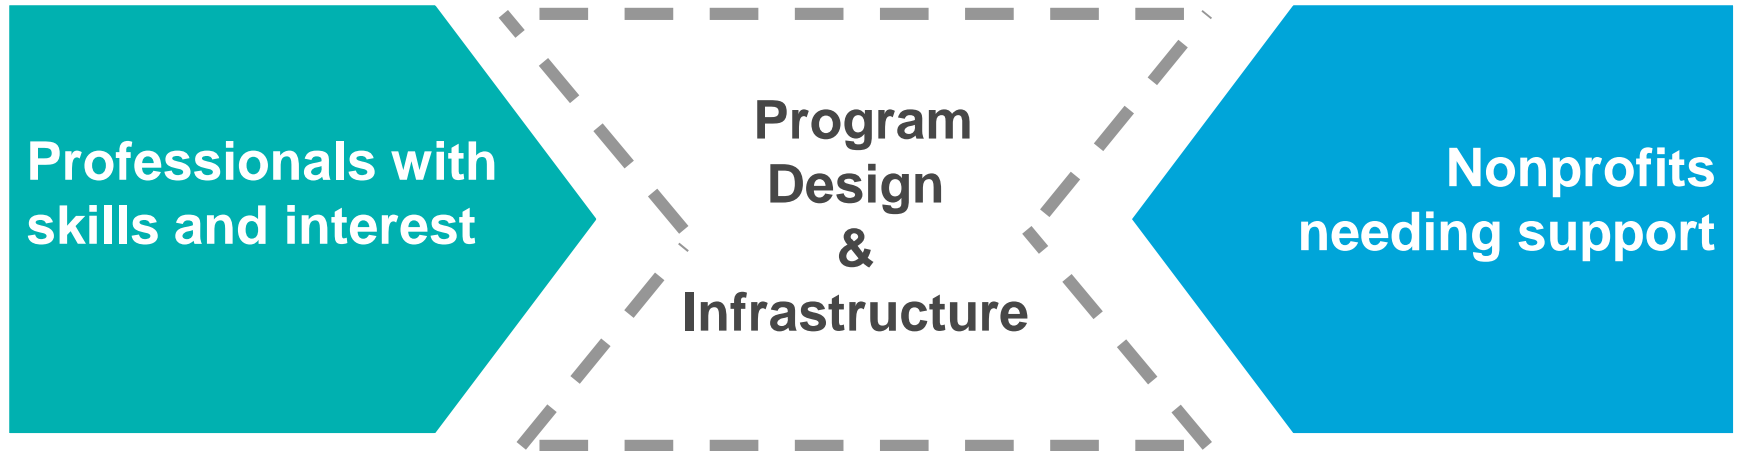 Professionals with
skills and interest
Program
Design
&
Infrastructure
Nonprofits
needing support